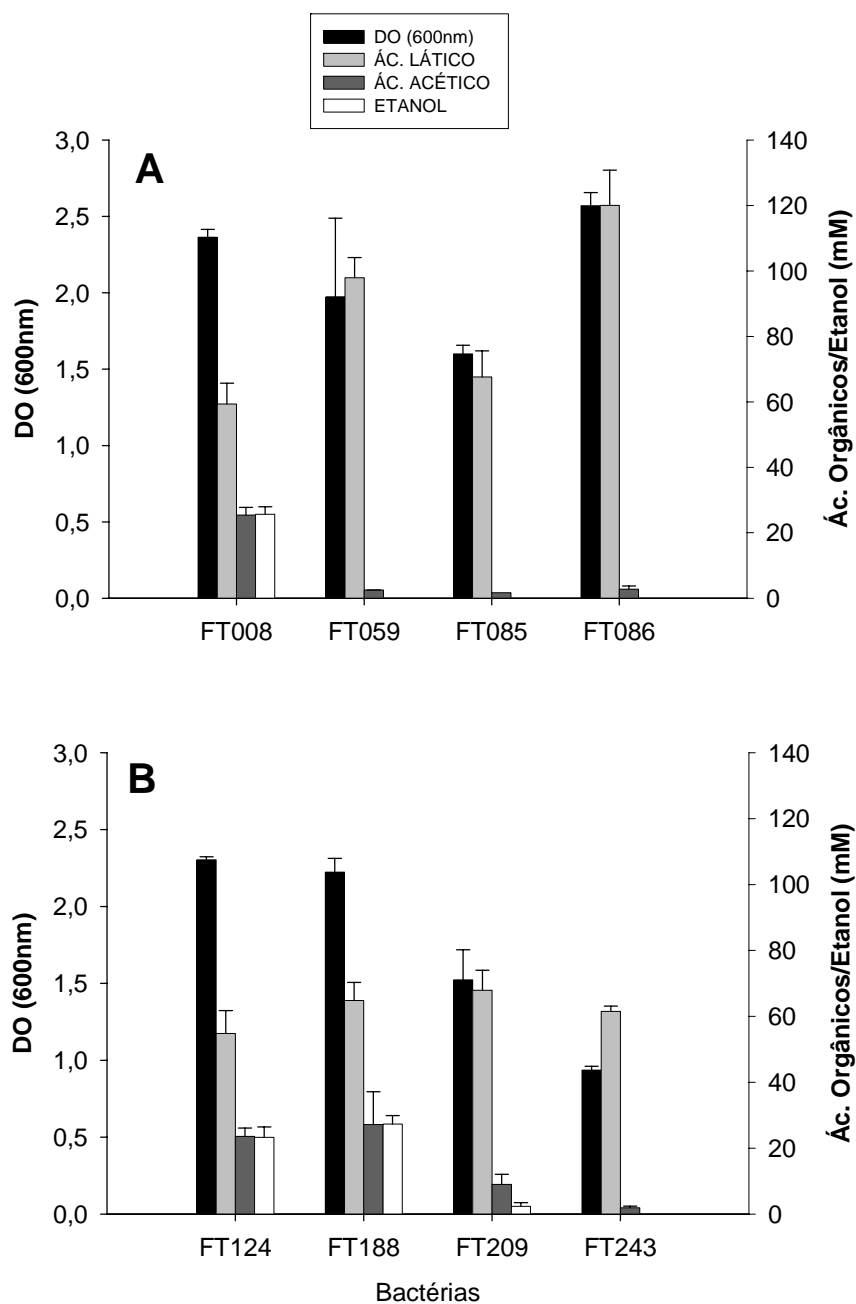 DO (600nm)
ÁC. LÁTICO
ÁC. ACÉTICO
ETANOL
A
DO (600nm)
3,0
2,5
2,0
1,5
1,0
0,5
0,0
140
120
100
80
60
40
20
0
Ác. Orgânicos/Etanol (mM)
FT008 FT059 FT085 FT086
B
DO (600nm)
3,0
2,5
2,0
1,5
1,0
0,5
0,0
140
120
100
80
60
40
20
0
Ác. Orgânicos/Etanol (mM)
FT124 FT188 FT209 FT243
Bactérias